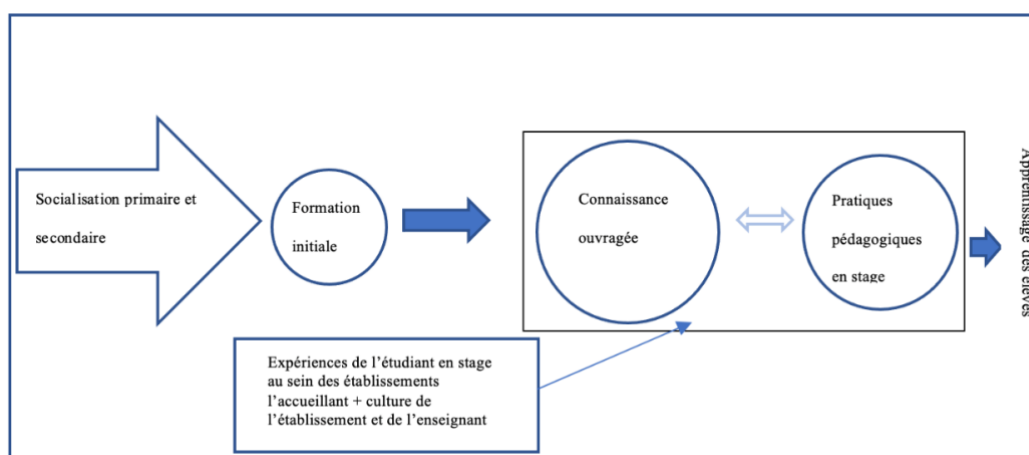 Socialisation primaire et
secondaire
Formation
initiale
Connaissance
ouvragée
Pratiques
pédagogiques
en stage
Apprentissage des élèves
Expériences de l'étudiant en stage
au sein des établissements
l'accueillant + culture de
l'établissement et de l'enseignant